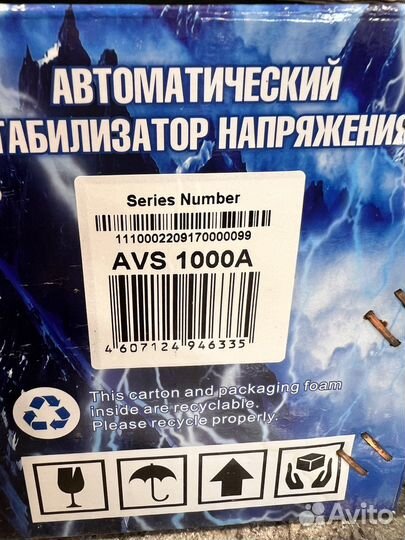 АВТОМАТИЧЕСКИЙ
ТАБИЛИЗАТОР НАПРЯЖЕНИЯ
Series Number
1110002209170000099
AVS 1000A
4 607124 946335
This carton and packaging foam
inside are recyclable.
Please recycle properly.
Avito